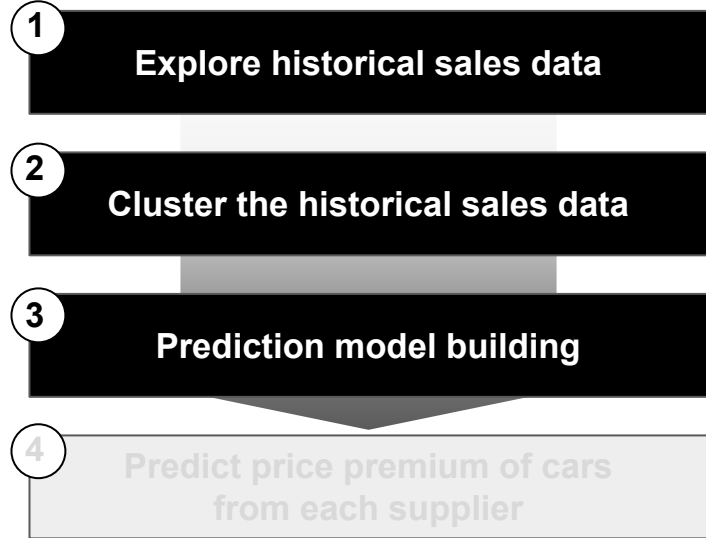 1
Explore historical sales data
2
Cluster the historical sales data
3
Prediction model building
4
Predict price premium of cars
from each supplier